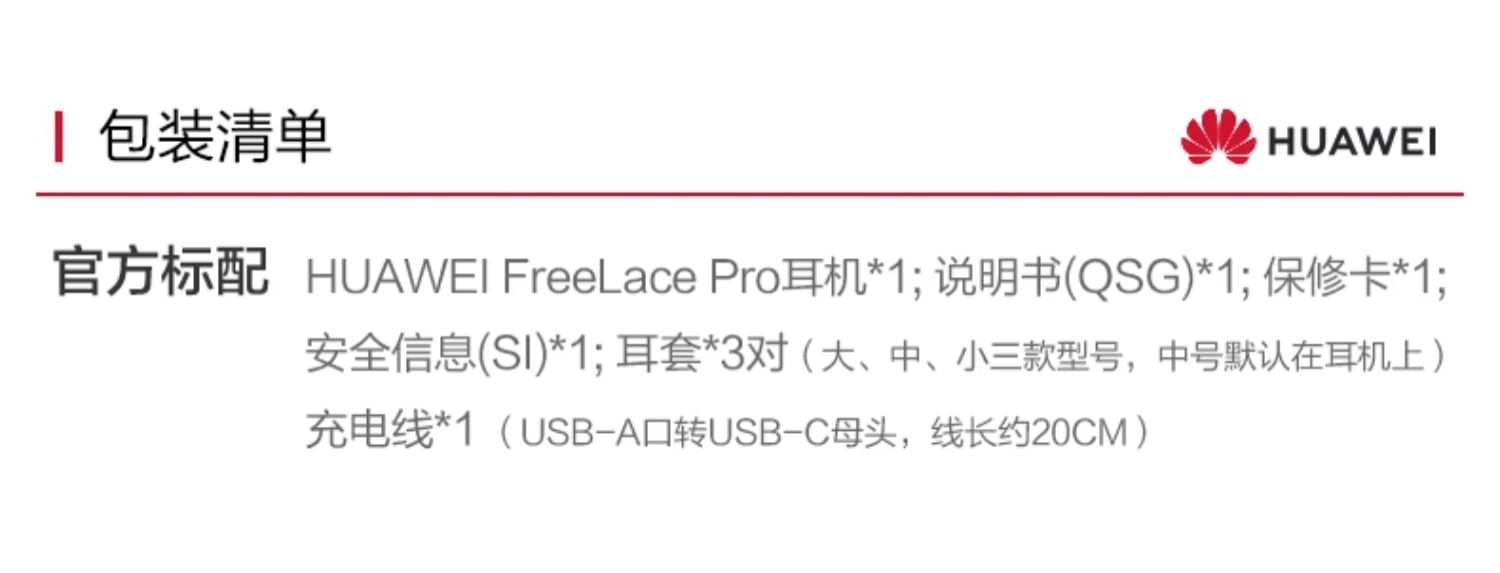 包装清单
HUAWEI
官方标配
HUAWEI FreeLace Pro耳机*1; 说明书(QSG)*1; 保修卡*1;
安全信息(SI)*1; 耳套*3对（大、中、小三款型号，中号默认在耳机上）
充电线*1（USB-A口转USB-C母头，线长约20CM）